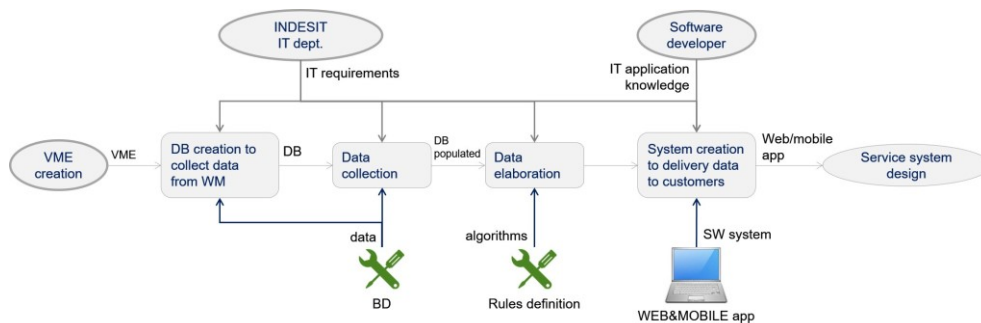 INDESIT
IT dept.
Software
developer
IT requirements
IT application
knowledge
VME
creation
VME
DB creation to
collect data
from WM
DB
Data
collection
DB
populated
Data
elaboration
System creation
to delivery data
to customers
Web/mobile
app
Service system
design
data
algorithms
SW system
BD
Rules definition
WEB&MOBILE app